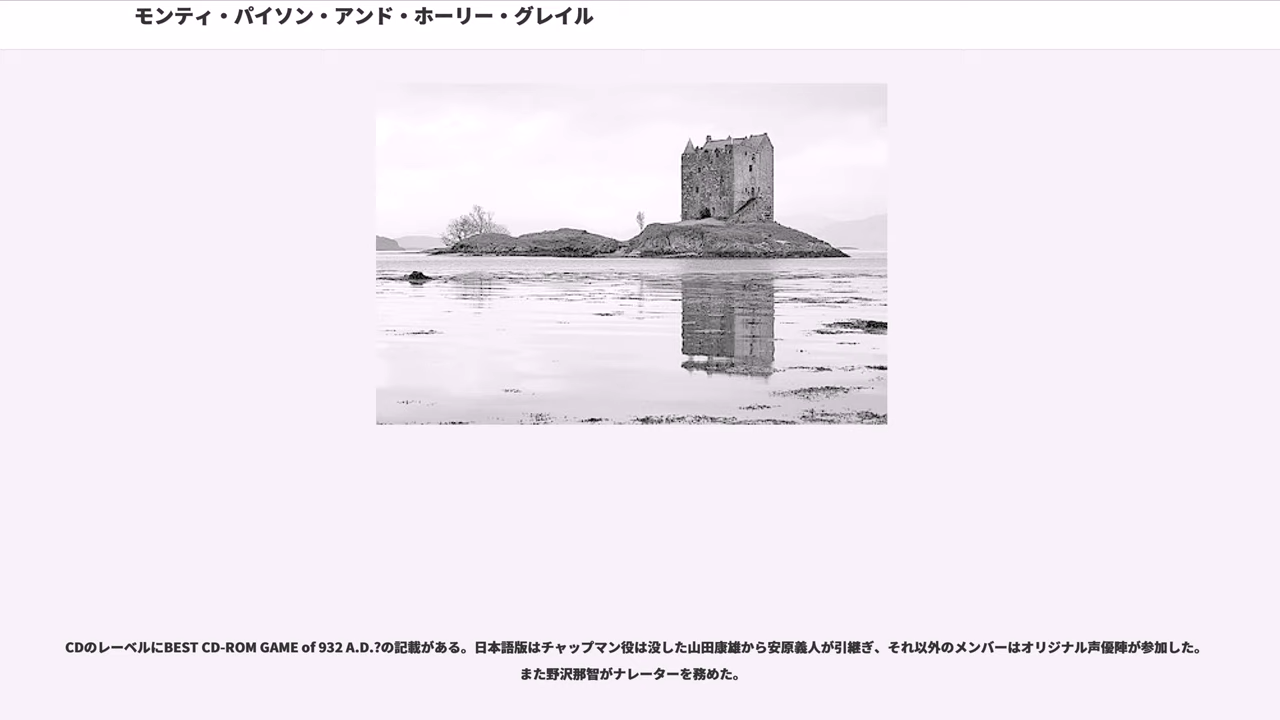 モンティ・パイソン・アンド・ホーリー・グレイル
CDのレーベルにBEST CD-ROM GAME of 932 A.D.?の記載がある。日本語版はチャップマン役は没した山田康雄から安原義人が引継ぎ、それ以外のメンバーはオリジナル声優陣が参加した。
また野沢那智がナレーターを務めた。